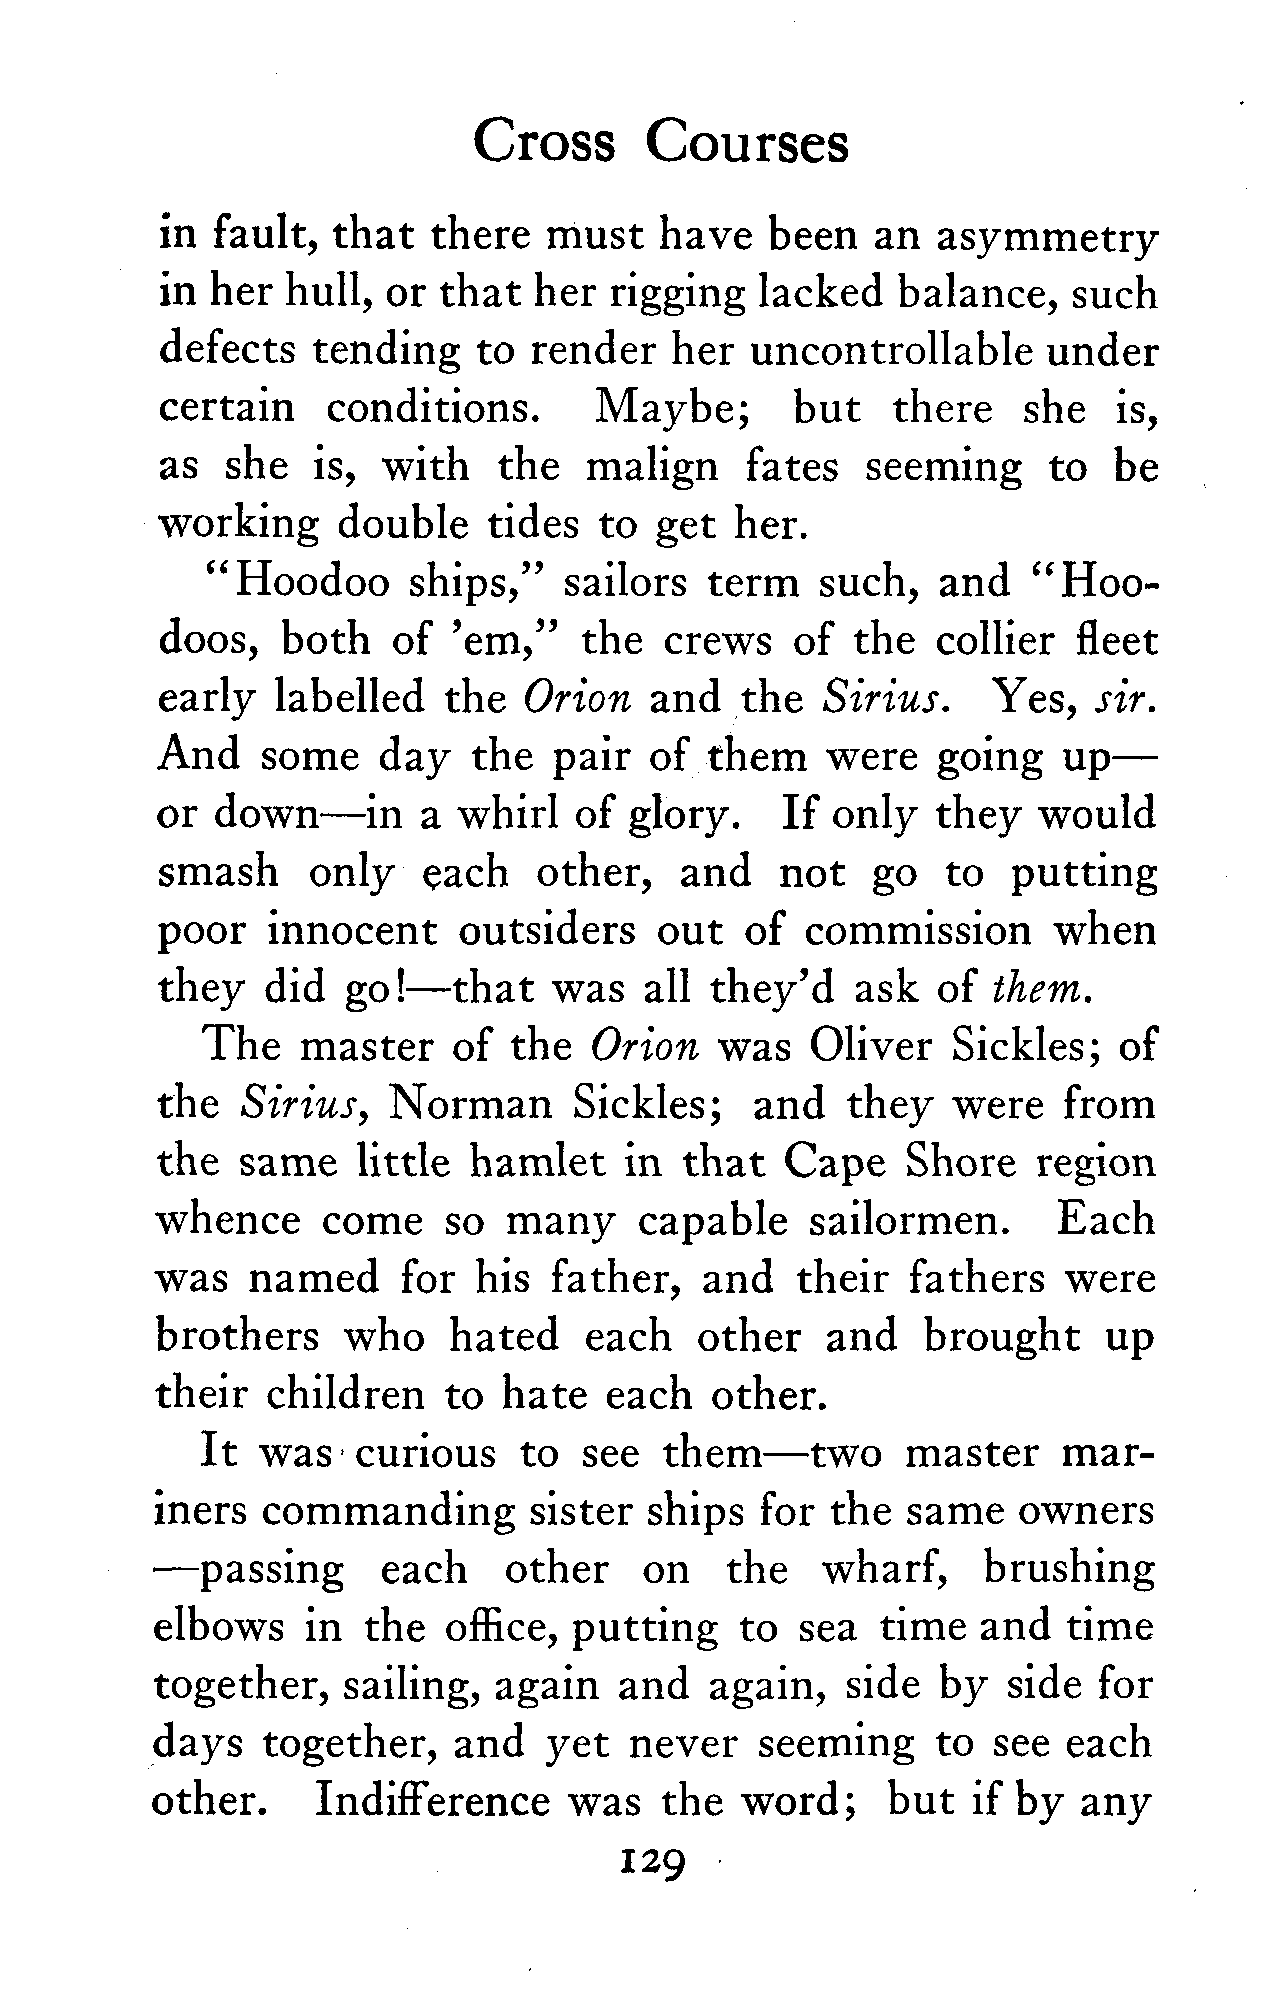 Cross Courses
in fault, that there must have been an asymmetry
in her hull, or that her rigging lacked balance, such
defects tending to render her uncontrollable under
certain conditions. Maybe; but there she is,
as she is, with the malign fates seeming to be
working double tides to get her.
"Hoodoo ships," sailors term such, and "Hoo-
doos, both of 'em," the crews of the collier fleet
early labelled the Orion and the Sirius. Yes, sir.
And some day the pair of them were going up—
or down—in a whirl of glory. If only they would
smash only each other, and not go to putting
poor innocent outsiders out of commission when
they did go!—that was all they'd ask of them.
The master of the Orion was Oliver Sickles; of
the Sirius, Norman Sickles; and they were from
the same little hamlet in that Cape Shore region
whence come so many capable sailormen. Each
was named for his father, and their fathers were
brothers who hated each other and brought up
their children to hate each other.
It was curious to see them—two master mar-
iners commanding sister ships for the same owners
—passing each other on the wharf, brushing
elbows in the office, putting to sea time and time
together, sailing, again and again, side by side for
days together, and yet never seeming to see each
other. Indifference was the word; but if by any
129